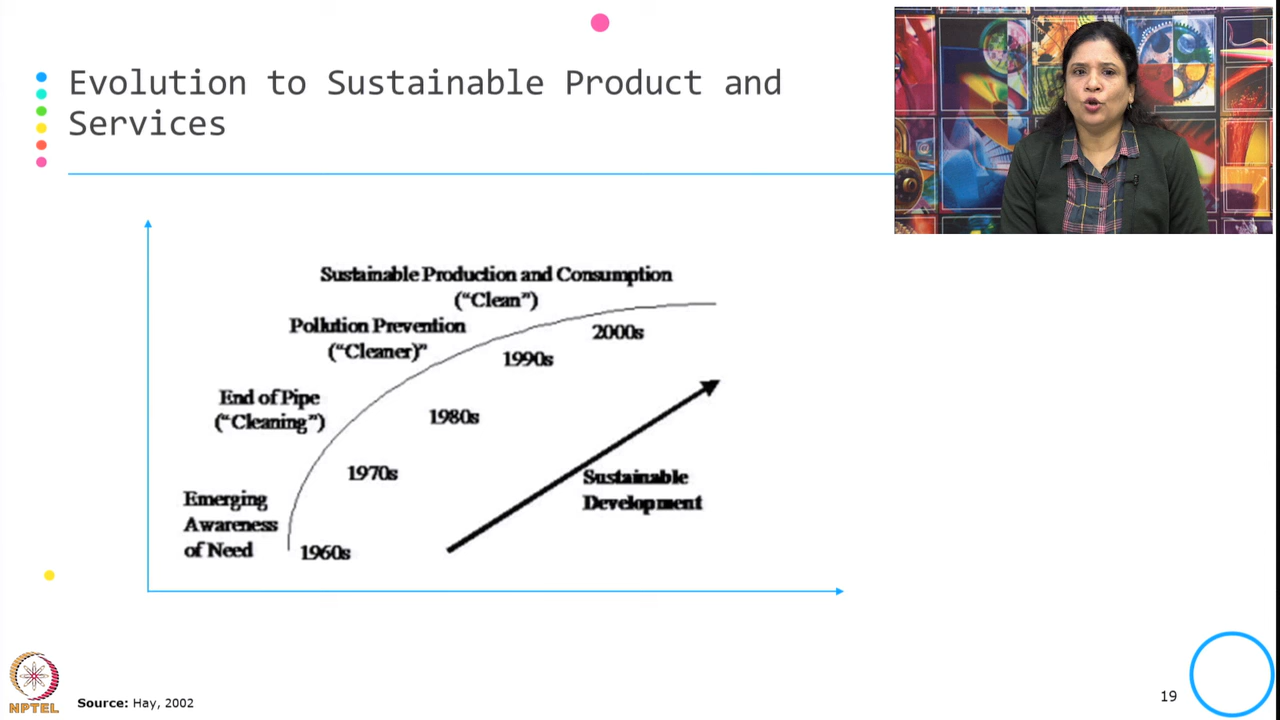 Evolution to Sustainable Product and
Services
Sustainable Production and Consumption
(“Clean”)
Pollution Prevention
(“Cleaner)”
2000s
1990s
End of Pipe
(“Cleaning”)
1980s
1970s
Sustainable
Development
Emerging
Awareness
of Need
1960s
NPTEL
Source: Hay, 2002
19